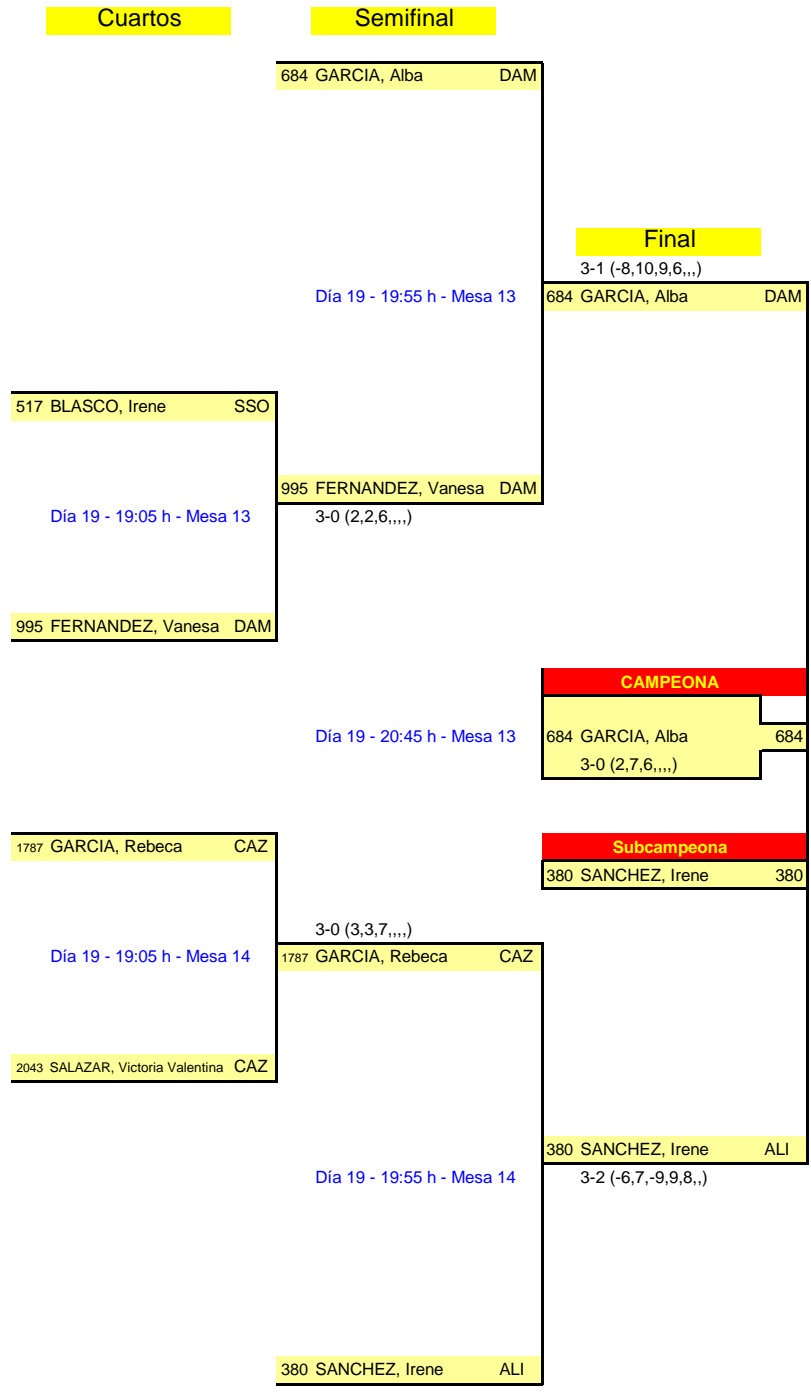 Cuartos Semifinal
684 GARCIA, Alba DAM
Final
3-1 (-8,10,9,6,,,)
Día 19 - 19:55 h - Mesa 13 684 GARCIA, Alba DAM
517 BLASCO, Irene SSO
995 FERNANDEZ, Vanesa DAM
Día 19 - 19:05 h - Mesa 13 3-0 (2,2,6,,,,)
995 FERNANDEZ, Vanesa DAM
CAMPEONA
Día 19 - 20:45 h - Mesa 13 684 GARCIA, Alba 684
3-0 (2,7,6,,,,)
1787 GARCIA, Rebeca CAZ Subcampeona
380 SANCHEZ, Irene 380
3-0 (3,3,7,,,,)
Día 19 - 19:05 h - Mesa 14 1787 GARCIA, Rebeca CAZ
2043 SALAZAR, Victoria Valentina CAZ
380 SANCHEZ, Irene ALI
Día 19 - 19:55 h - Mesa 14 3-2 (-6,7,-9,9,8,,)
380 SANCHEZ, Irene ALI